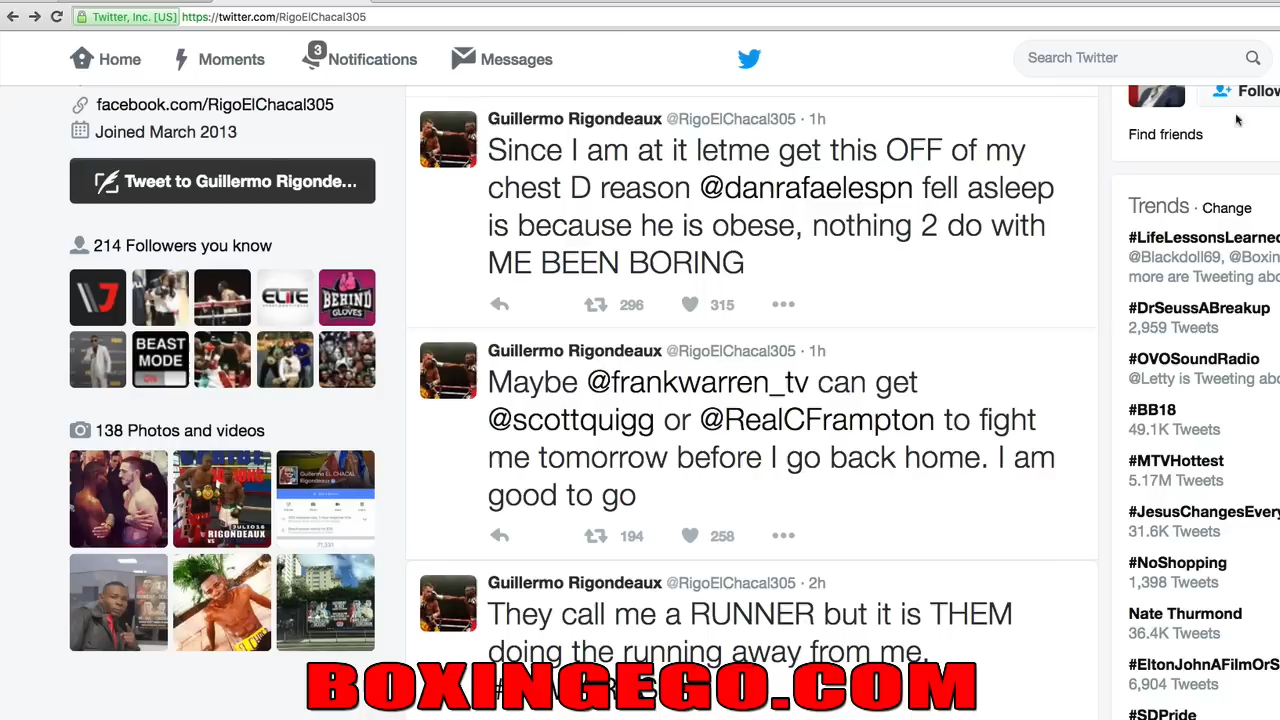 Twitter, Inc. [US] https://twitter.com/RigoElChacal305
Home Moments 3 Notifications Messages Search Twitter
facebook.com/RigoElChacal305
Joined March 2013
Tweet to Guillermo Rigonde...
214 Followers you know
ELITE
BEHIND
GLOVES
BEAST
MODE
138 Photos and videos
RIGONDEAUX
Guillermo Rigondeaux @RigoElChacal305 · 1h
Since I am at it letme get this OFF of my
chest D reason @danrafaelespn fell asleep
is because he is obese, nothing 2 do with
ME BEEN BORING
296 315
Guillermo Rigondeaux @RigoElChacal305 · 1h
Maybe @frankwarren_tv can get
@scottquigg or @RealCFrampton to fight
me tomorrow before I go back home. I am
good to go
194 258
Guillermo Rigondeaux @RigoElChacal305 · 2h
They call me a RUNNER but it is THEM
doing the running away from me.
BOXINGEGO.COM
Follow
Find friends
Trends · Change
#LifeLessonsLearned
@Blackdoll69, @Boxin
more are Tweeting abo
#DrSeussABreakup
2,959 Tweets
#OVOSoundRadio
@Letty is Tweeting abo
#BB18
49.1K Tweets
#MTVHottest
5.17M Tweets
#JesusChangesEvery
31.6K Tweets
#NoShopping
1,398 Tweets
Nate Thurmond
36.4K Tweets
#EltonJohnAFilmOrS
6,904 Tweets
#SDPride